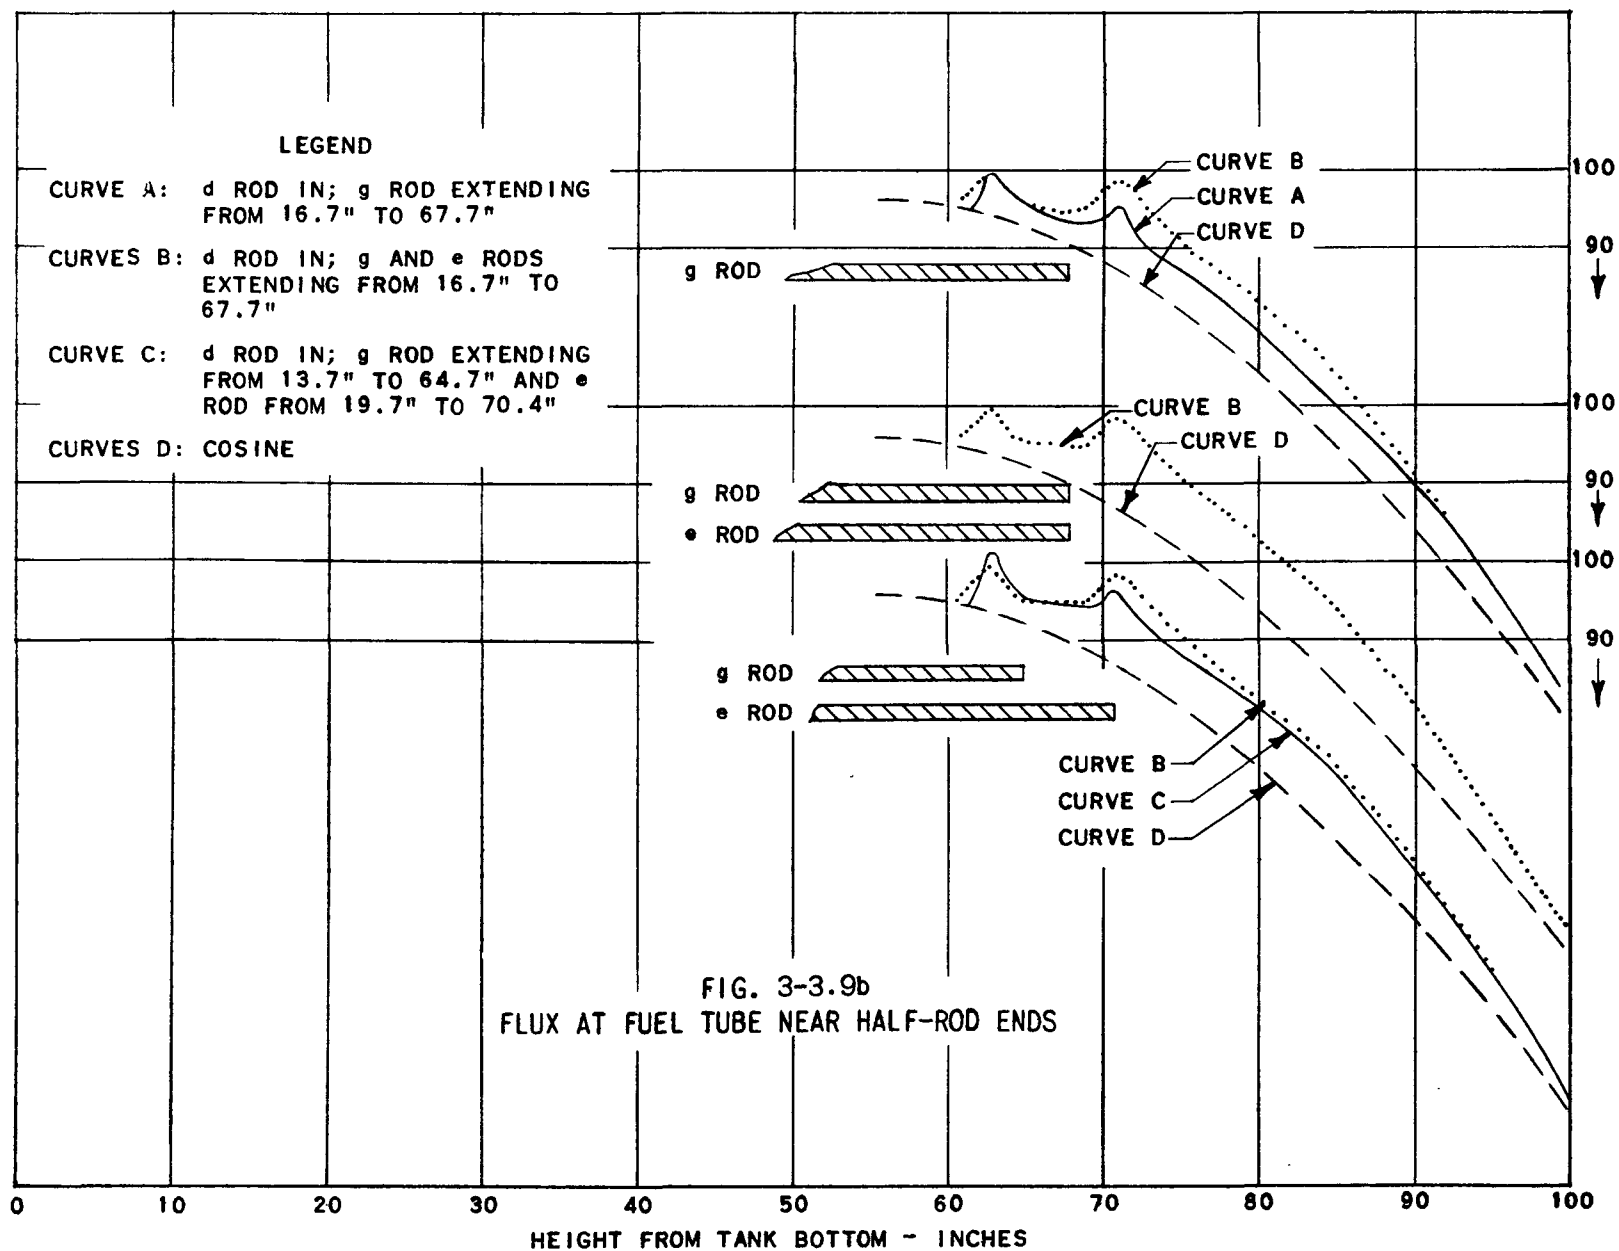 LEGEND
CURVE A: d ROD IN; g ROD EXTENDING
FROM 16.7" TO 67.7"
CURVES B: d ROD IN; g AND e RODS
EXTENDING FROM 16.7" TO
67.7"
CURVE C: d ROD IN; g ROD EXTENDING
FROM 13.7" TO 64.7" AND e
ROD FROM 19.7" TO 70.4"
CURVES D: COSINE
CURVE B
CURVE A
CURVE D
100
90
g ROD
CURVE B
CURVE D
100
90
g ROD
e ROD
100
90
g ROD
e ROD
CURVE B
CURVE C
CURVE D
FIG. 3-3.9b
FLUX AT FUEL TUBE NEAR HALF-ROD ENDS
0 10 20 30 40 50 60 70 80 90 100
HEIGHT FROM TANK BOTTOM - INCHES